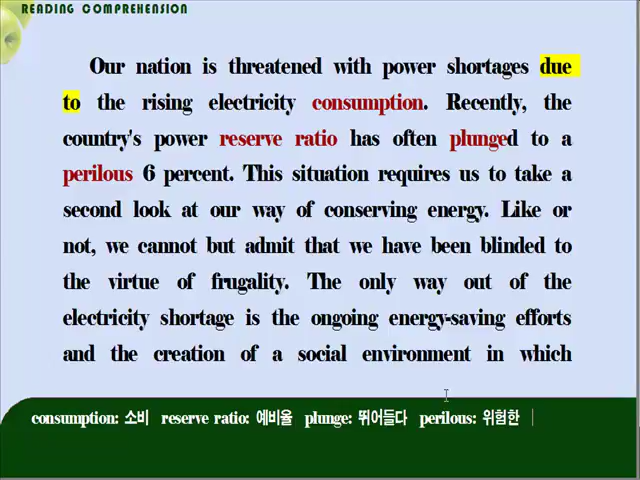 READING COMPREHENSION
Our nation is threatened with power shortages due
to the rising electricity consumption. Recently, the
country's power reserve ratio has often plunged to a
perilous 6 percent. This situation requires us to take a
second look at our way of conserving energy. Like or
not, we cannot but admit that we have been blinded to
the virtue of frugality. The only way out of the
electricity shortage is the ongoing energy-saving efforts
and the creation of a social environment in which
consumption: 소비 reserve ratio: 예비율 plunge: 뛰어들다 perilous: 위험한